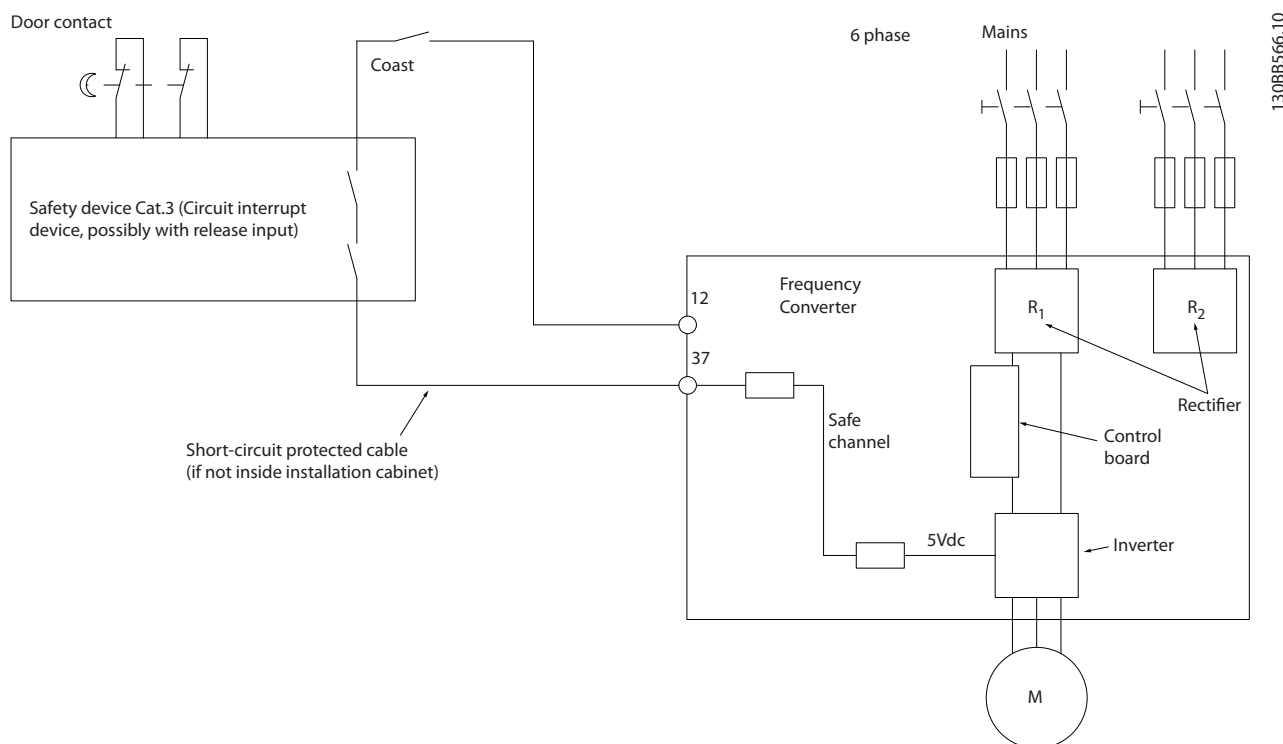 Door contact
Coast
6 phase
Mains
130BB566.10
Safety device Cat.3 (Circuit interrupt
device, possibly with release input)
12
37
Frequency
Converter
R1
R2
Rectifier
Safe
channel
Control
board
Short-circuit protected cable
(if not inside installation cabinet)
5Vdc
Inverter
M